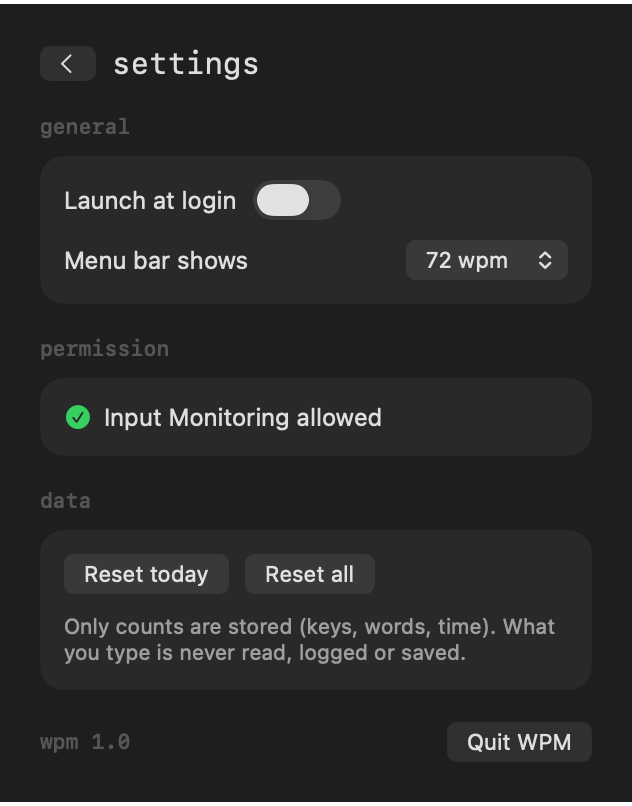 settings
general
Launch at login
Menu bar shows
72 wpm
permission
Input Monitoring allowed
data
Reset today
Reset all
Only counts are stored (keys, words, time). What
you type is never read, logged or saved.
wpm 1.0
Quit WPM